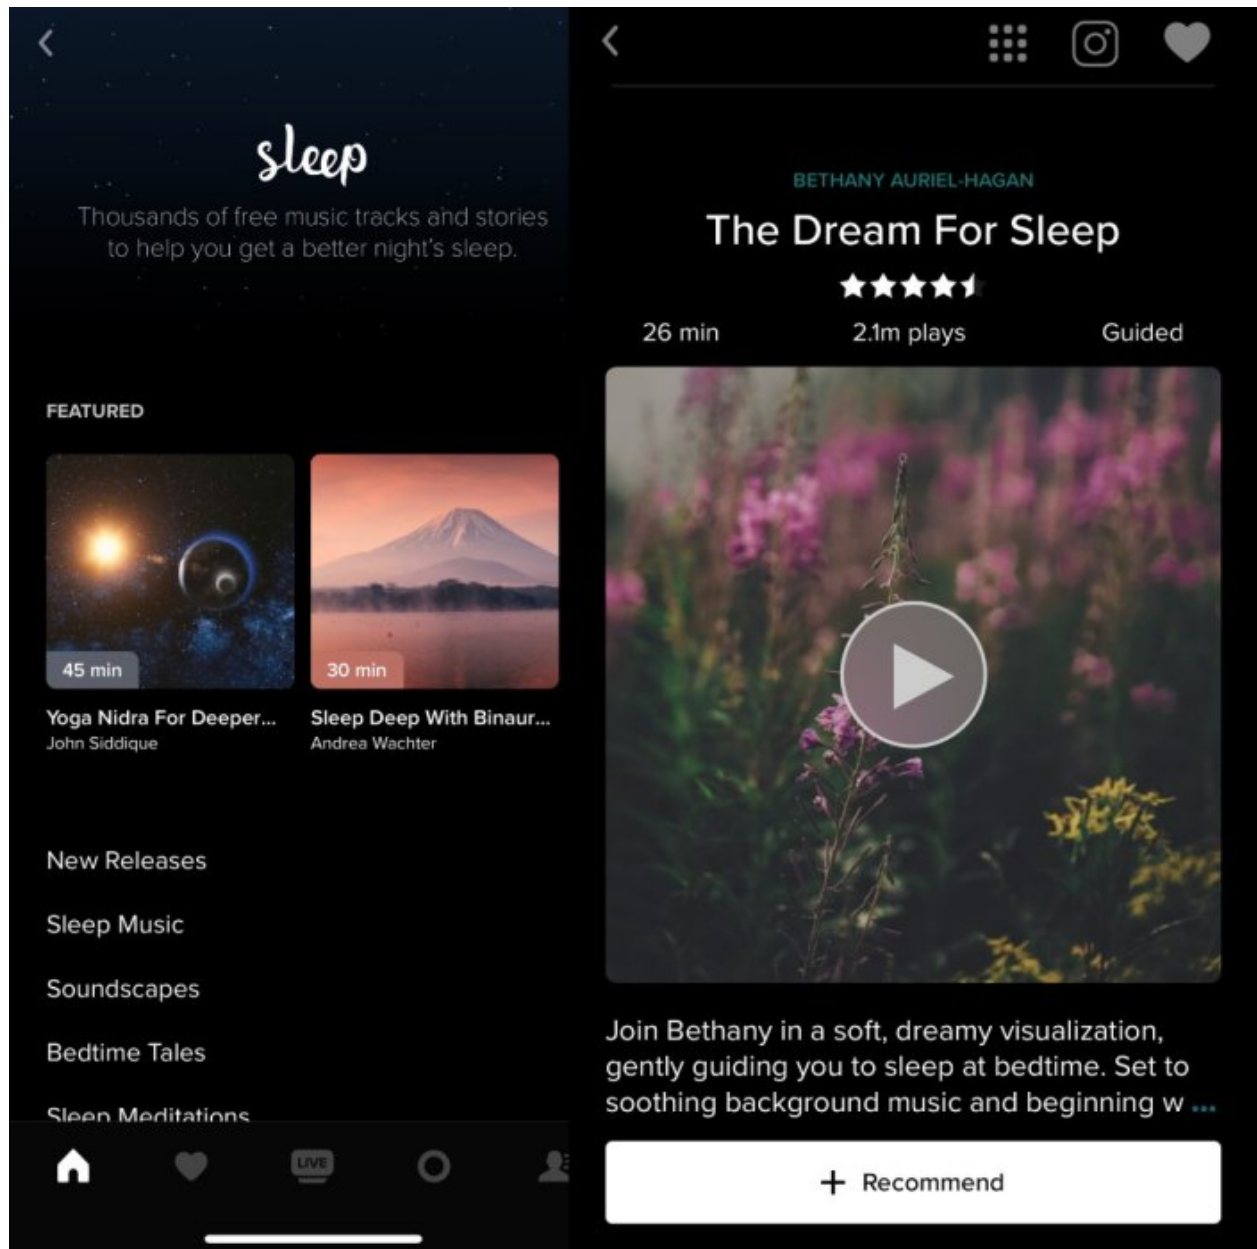 sleep
Thousands of free music tracks and stories
to help you get a better night's sleep.
FEATURED
45 min
30 min
Yoga Nidra For Deeper...
John Siddique
Sleep Deep With Binaur...
Andrea Wachter
New Releases
Sleep Music
Soundscapes
Bedtime Tales
Sleep Meditations
LIVE
BETHANY AURIEL-HAGAN
The Dream For Sleep
26 min
2.1m plays
Guided
Join Bethany in a soft, dreamy visualization,
gently guiding you to sleep at bedtime. Set to
soothing background music and beginning w ...
+ Recommend